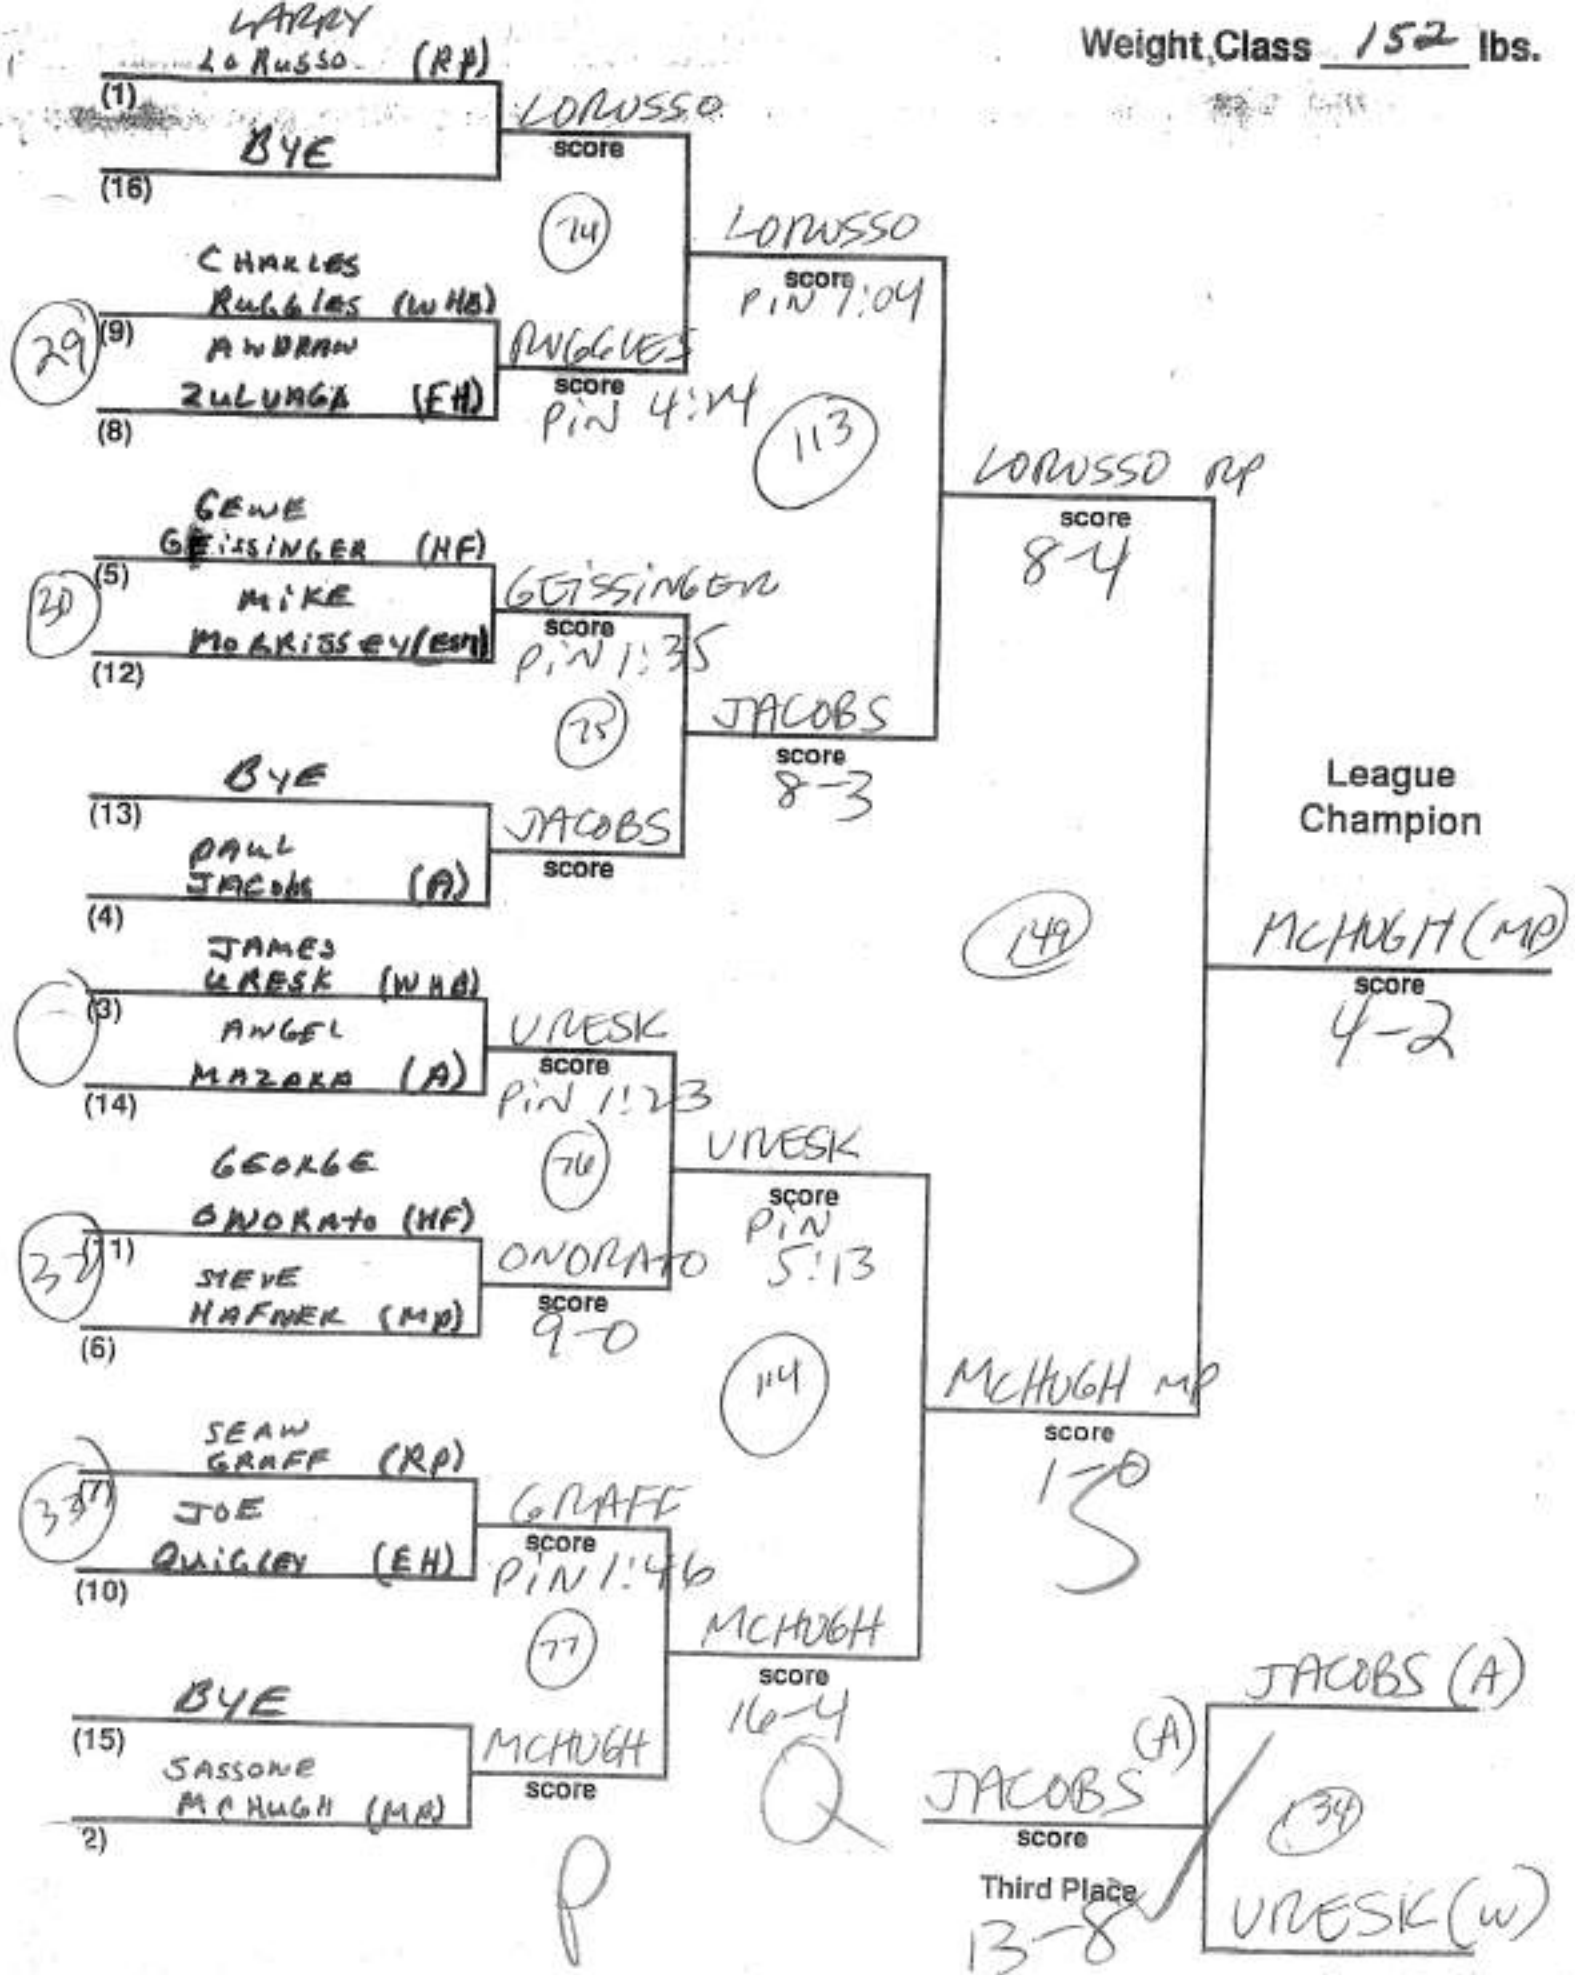 Weight Class 152 lbs.
LARRY
LORUSSO (RP)
(1)
BYE
(16)
CHARLES
RUGGLES (WHB)
(9)
29
ANDRAW
ZULUAGA (EH)
(8)
GENE
GEISSINGER (HF)
(5)
30
MIKE
MORRISSEY (ESM)
(12)
BYE
(13)
PAUL
JACOBS (A)
(4)
JAMES
URESK (WHB)
(3)
ANGEL
(A)
(14)
GEORGE
ONORATO (HF)
(11)
32
STEVE
HAFNER (MP)
(6)
SEAN
GRAFF (RP)
(7)
33
JOE
QUIGLEY (EH)
(10)
BYE
(15)
SASSONE
MCHUGH (MP)
2)
LORUSSO
score
74
RUGGLES
score
PIN 4:24
GEISSINGER
score
PIN 1:35
75
JACOBS
score
URESK
score
PIN 1:23
76
ONORATO
score
9-0
GRAFF
score
PIN 1:46
77
MCHUGH
score
P
LORUSSO
score
PIN 1:04
113
JACOBS
score
8-3
URESK
score
PIN
5:13
114
MCHUGH
score
16-4
Q
LORUSSO RP
score
8-4
149
MCHUGH MP
score
1-0
S
League
Champion
MCHUGH (MP)
score
4-2
JACOBS (A)
JACOBS (A)
score
134
Third Place
13-8
URESK (W)